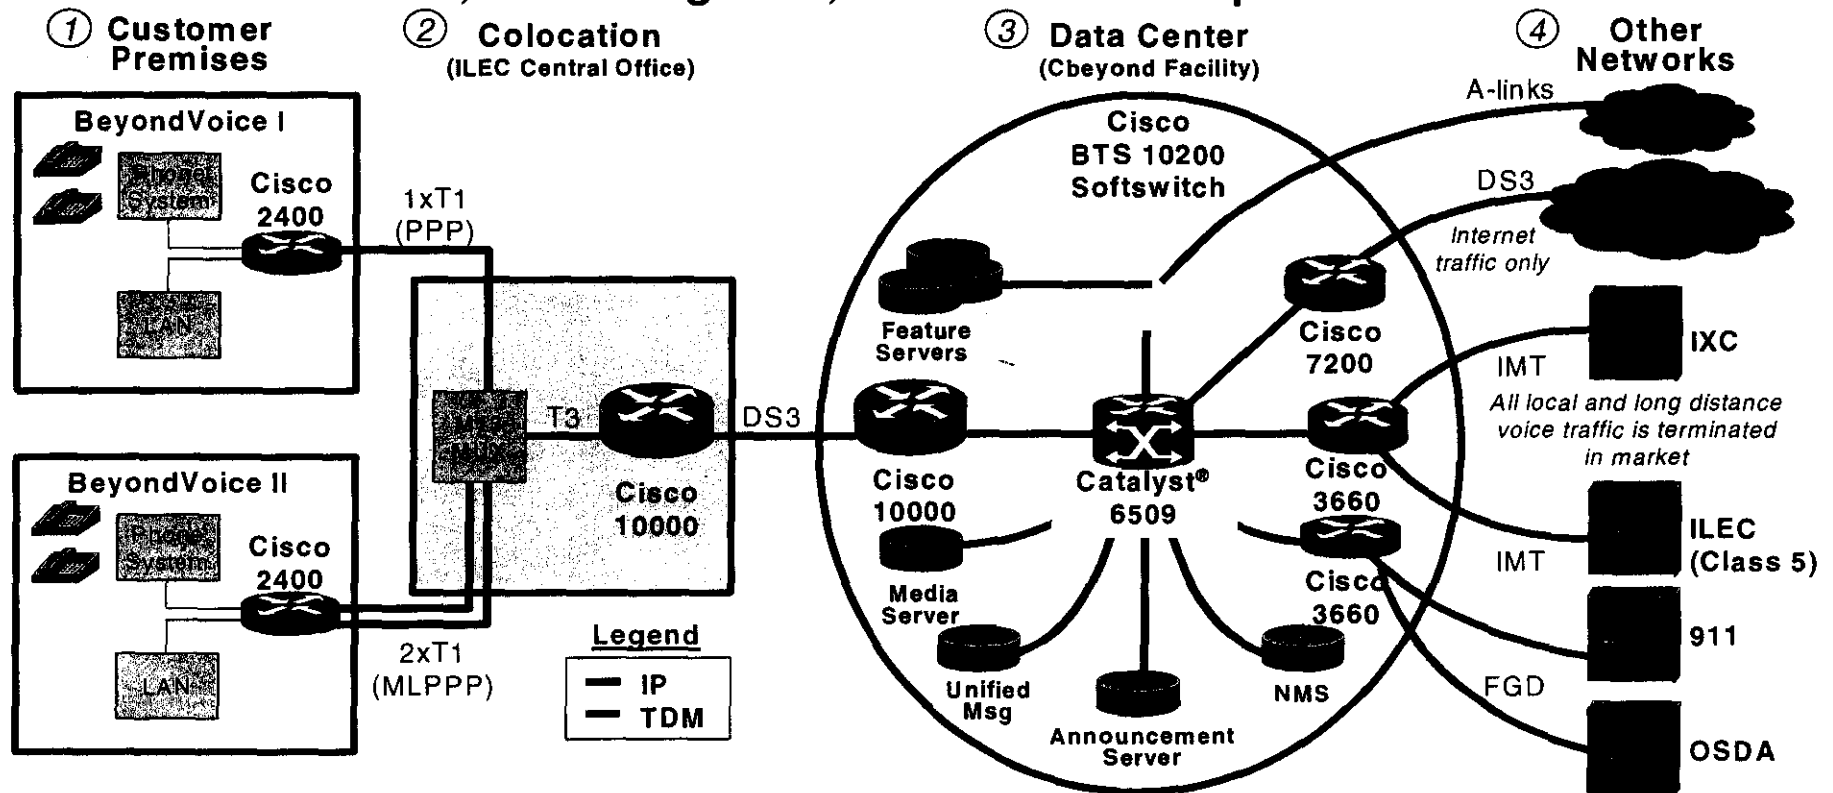 1 Customer Premises
2 Colocation
(ILEC Central Office)
3 Data Center
(Cbeyond Facility)
4 Other Networks
BeyondVoice I
Phone
System
LAN
Cisco
2400
1xT1
(PPP)
BeyondVoice II
Phone
System
LAN
Cisco
2400
2xT1
(MLPPP)
MUX
T3
Cisco
10000
DS3
Legend
IP
TDM
Cisco
BTS 10200
Softswitch
Feature
Servers
Cisco
10000
Media
Server
Unified
Msg
Announcement
Server
NMS
Catalyst®
6509
Cisco
7200
Cisco
3660
Cisco
3660
A-links
DS3
Internet
traffic only
IMT
IXC
All local and long distance
voice traffic is terminated
in market
IMT
ILEC
(Class 5)
911
FGD
OSDA